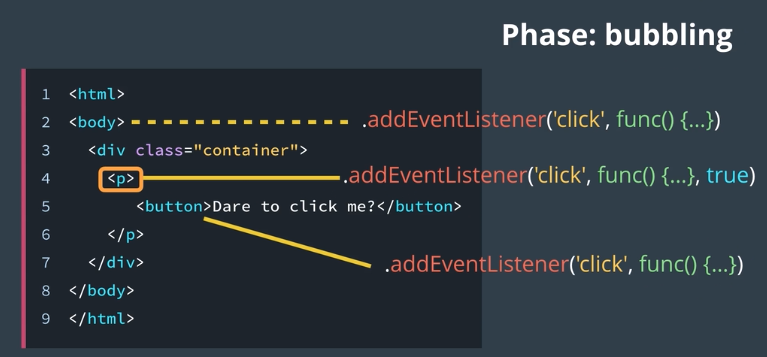 Phase: bubbling
1 <html>
2 <body> .addEventListener('click', func() {...})
3 <div class="container">
4 <p> .addEventListener('click', func() {...}, true)
5 <button>Dare to click me?</button>
6 </p>
7 </div> .addEventListener('click', func() {...})
8 </body>
9 </html>